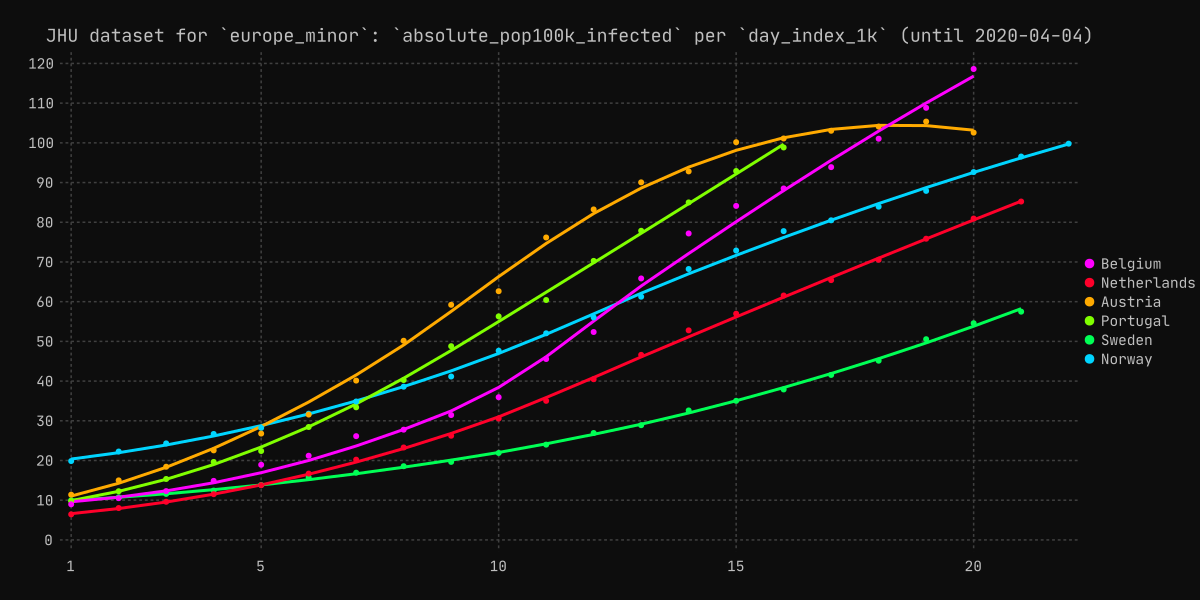 JHU dataset for `europe_minor`: `absolute_pop100k_infected` per `day_index_1k` (until 2020-04-04)
120
110
100
90
80
70
60
50
40
30
20
10
0
1 5 10 15 20
Belgium
Netherlands
Austria
Portugal
Sweden
Norway